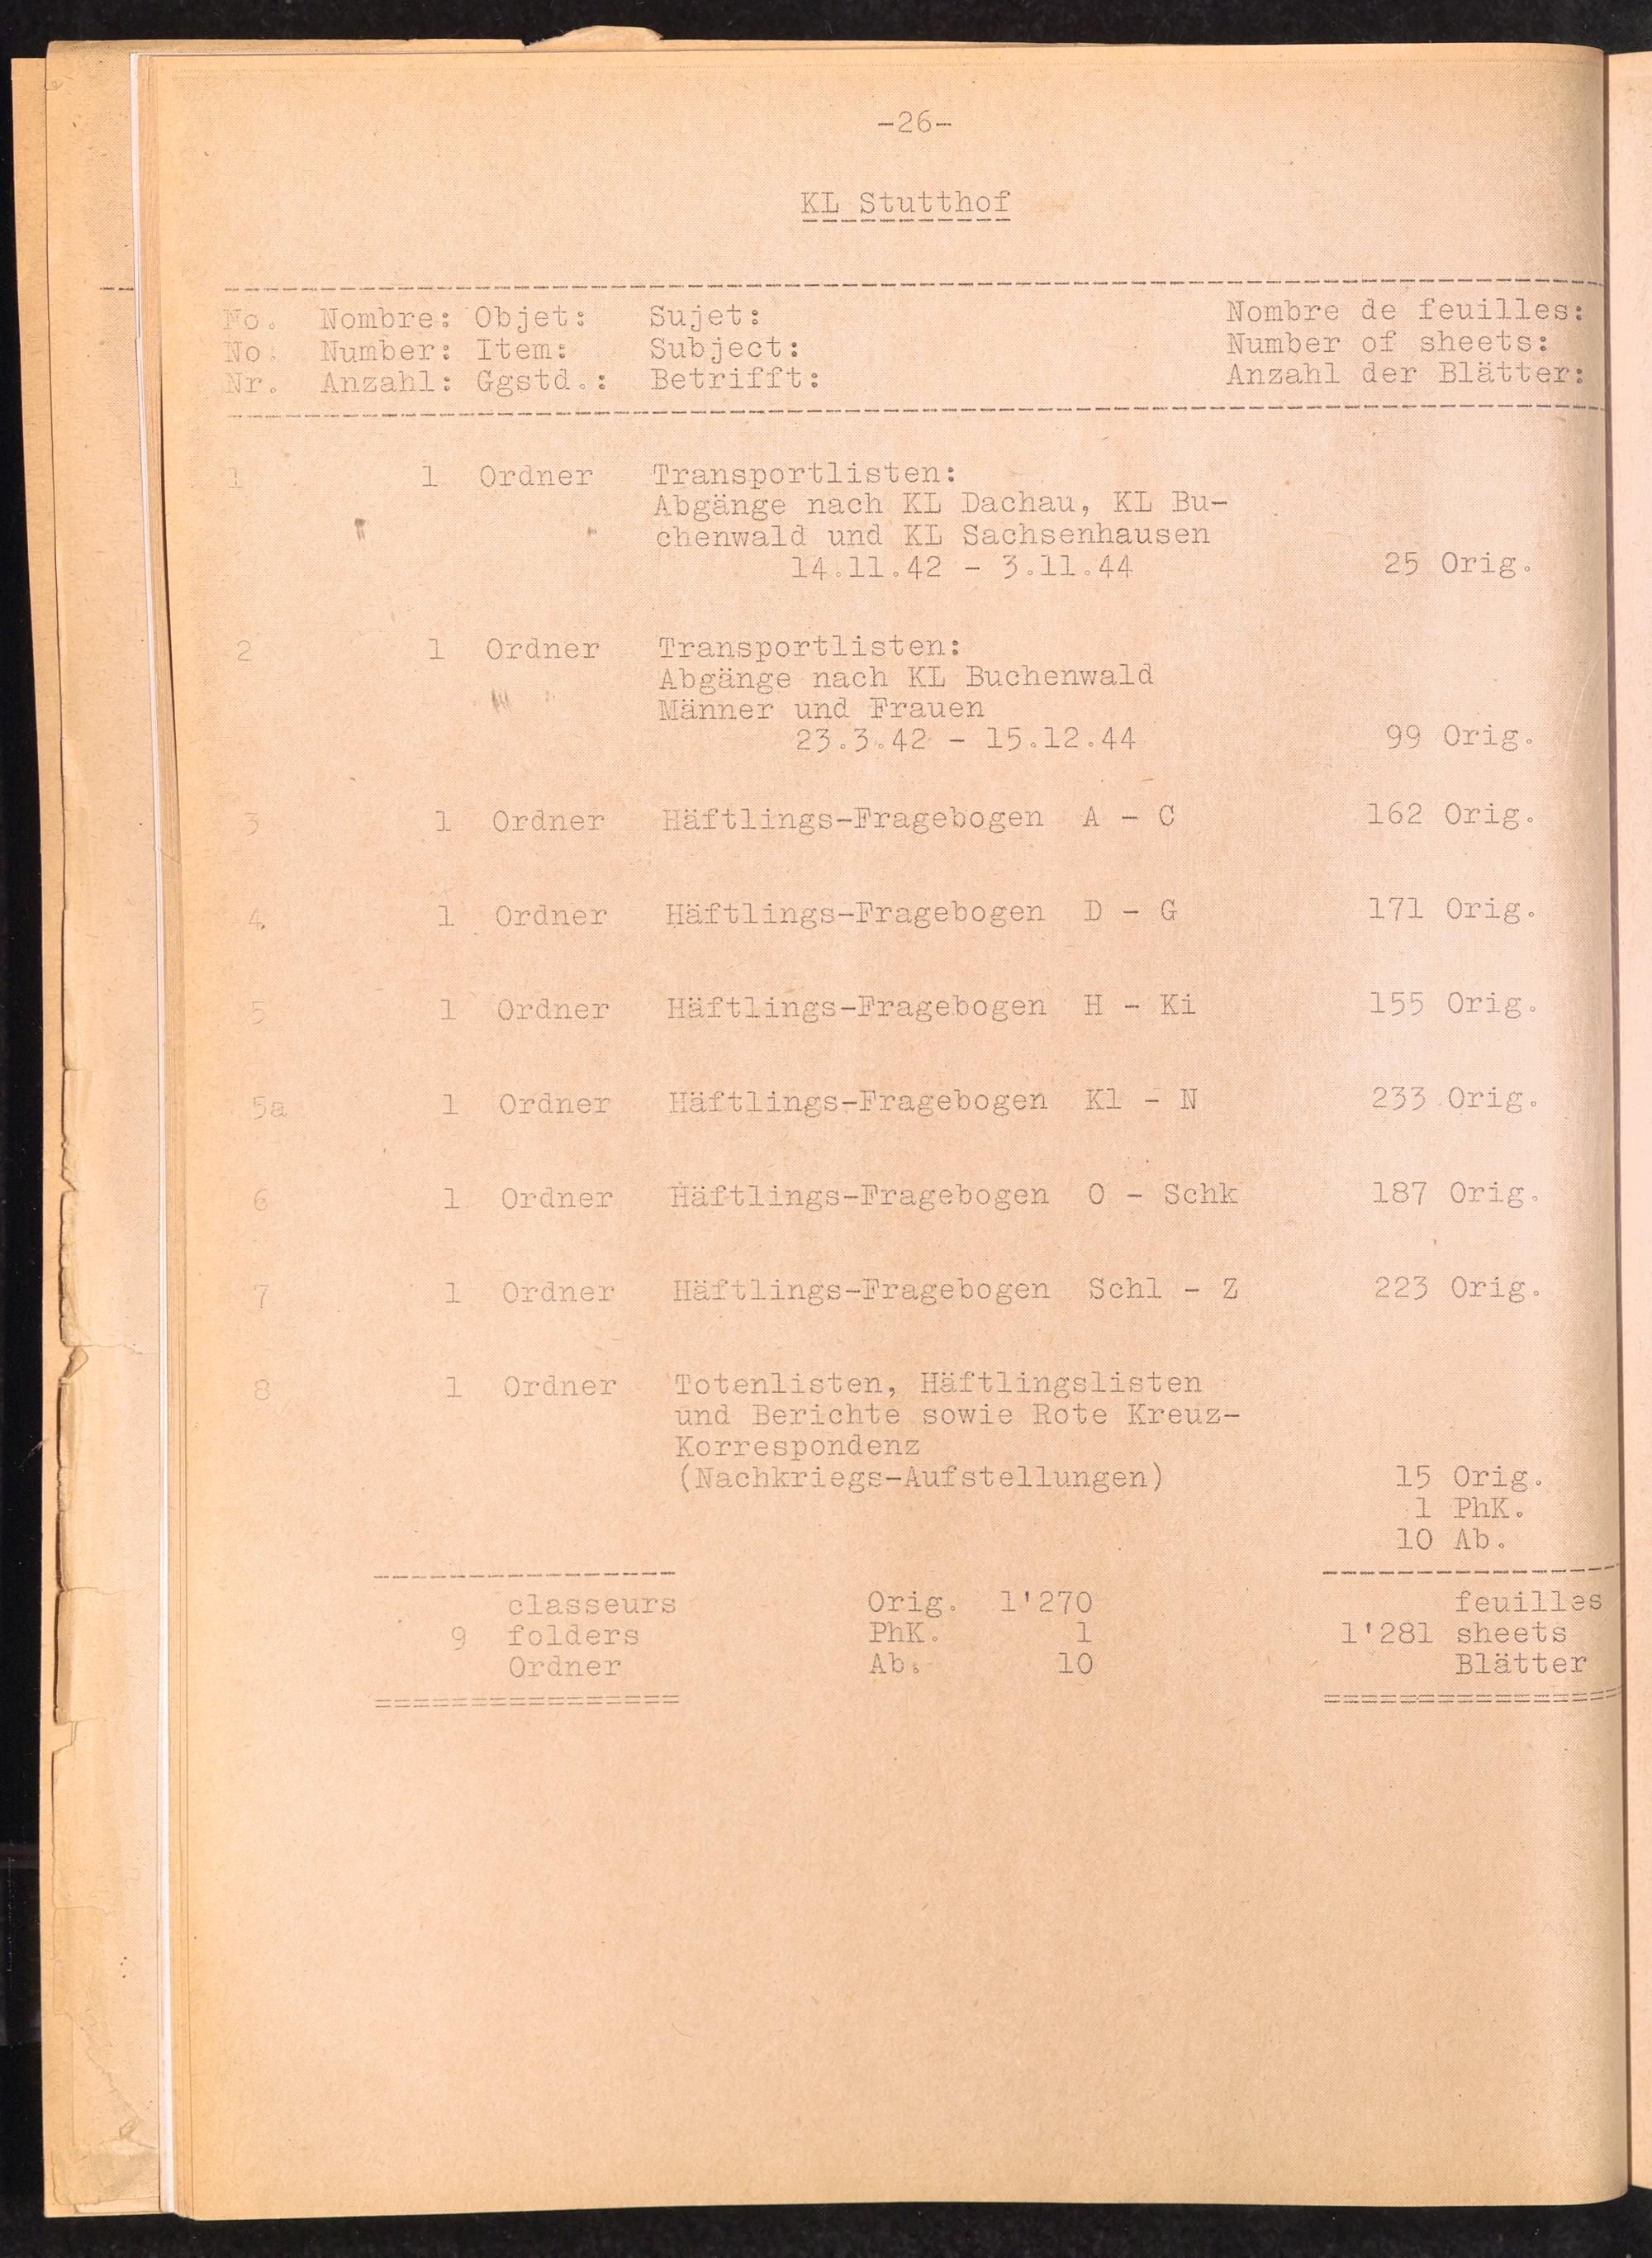 -26-
KL Stutthof
No. Nombre: Objet: Sujet: Nombre de feuilles:
No. Number: Item: Subject: Number of sheets:
Nr. Anzahl: Ggstd.: Betrifft: Anzahl der Blätter:
1 1 Ordner Transportlisten:
Abgänge nach KL Dachau, KL Bu-
chenwald und KL Sachsenhausen
14.11.42 - 3.11.44 25 Orig.
2 1 Ordner Transportlisten:
Abgänge nach KL Buchenwald
Männer und Frauen
23.3.42 - 15.12.44 99 Orig.
3 1 Ordner Häftlings-Fragebogen A - C 162 Orig.
4 1 Ordner Häftlings-Fragebogen D - G 171 Orig.
5 1 Ordner Häftlings-Fragebogen H - Ki 155 Orig.
5a 1 Ordner Häftlings-Fragebogen Kl - N 233 Orig.
6 1 Ordner Häftlings-Fragebogen O - Schk 187 Orig.
7 1 Ordner Häftlings-Fragebogen Schl - Z 223 Orig.
8 1 Ordner Totenlisten, Häftlingslisten
und Berichte sowie Rote Kreuz-
Korrespondenz
(Nachkriegs-Aufstellungen) 15 Orig.
1 PhK.
10 Ab.
classeurs Orig. 1'270 feuilles
9 folders PhK. 1 1'281 sheets
Ordner Ab. 10 Blätter